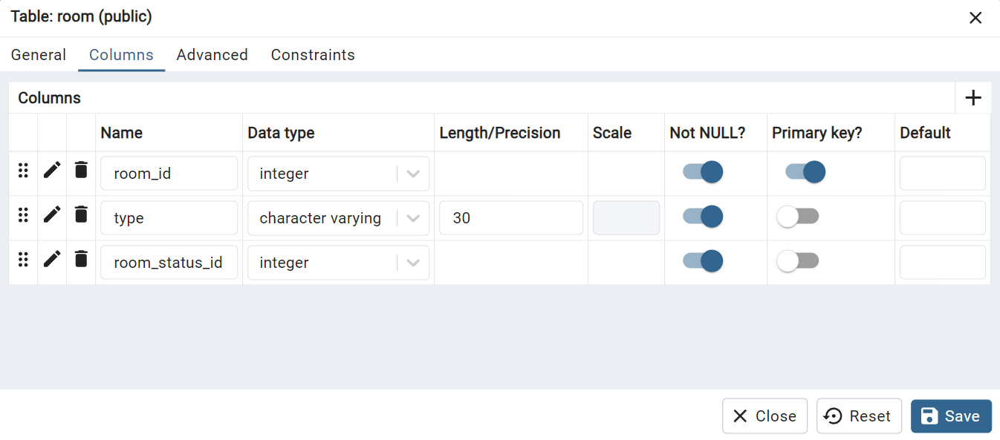 Table: room (public)
General Columns Advanced Constraints
Columns
Name Data type Length/Precision Scale Not NULL? Primary key? Default
room_id integer
type character varying 30
room_status_id integer
Close Reset Save